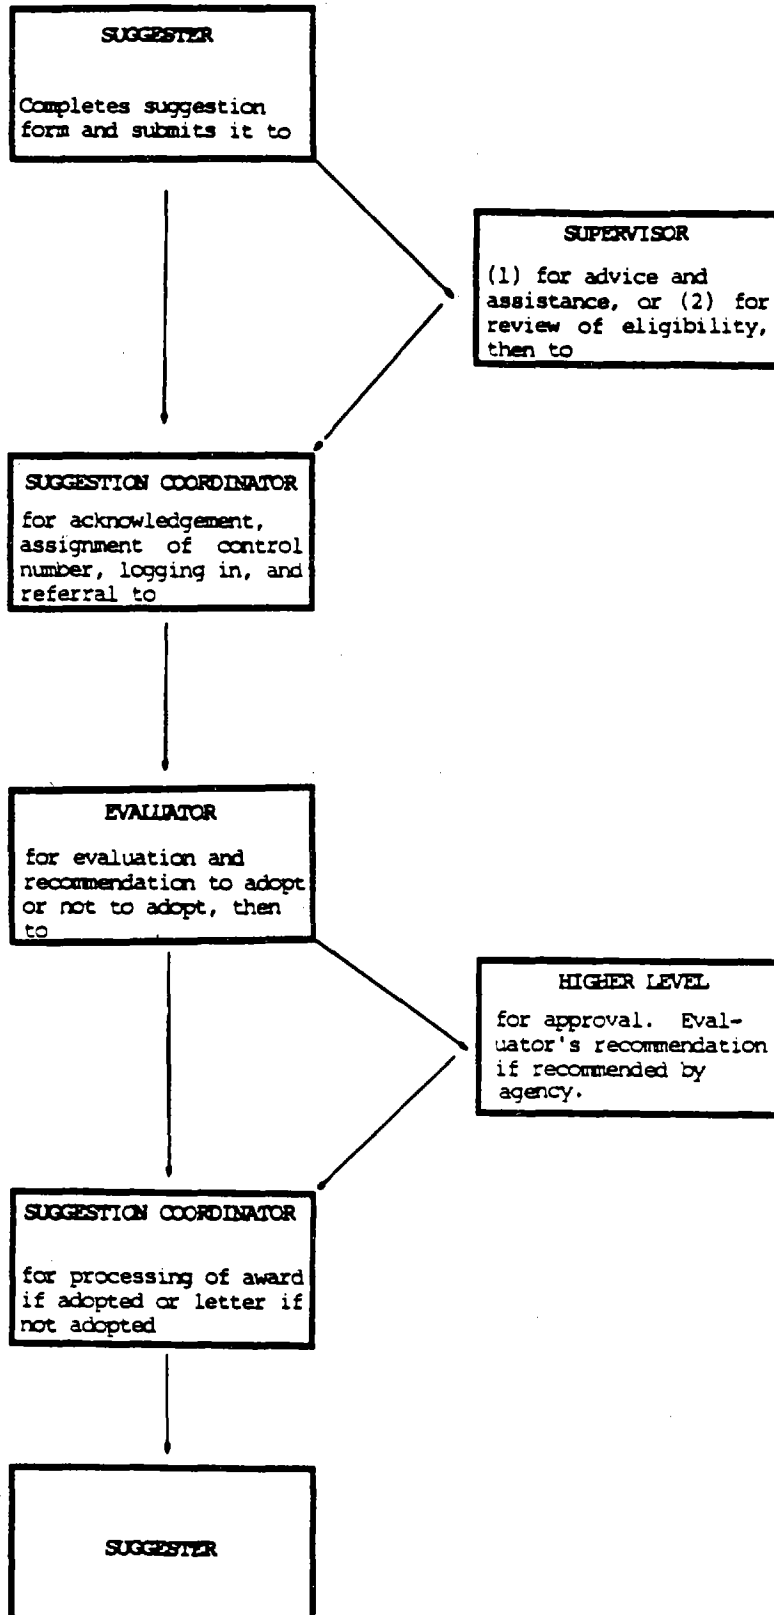 SUGGESTER
Completes suggestion
form and submits it to
SUPERVISOR
(1) for advice and
assistance, or (2) for
review of eligibility,
then to
SUGGESTION COORDINATOR
for acknowledgement,
assignment of control
number, logging in, and
referral to
EVALUATOR
for evaluation and
recommendation to adopt
or not to adopt, then
to
HIGHER LEVEL
for approval. Eval-
uator's recommendation
if recommended by
agency.
SUGGESTION COORDINATOR
for processing of award
if adopted or letter if
not adopted
SUGGESTER